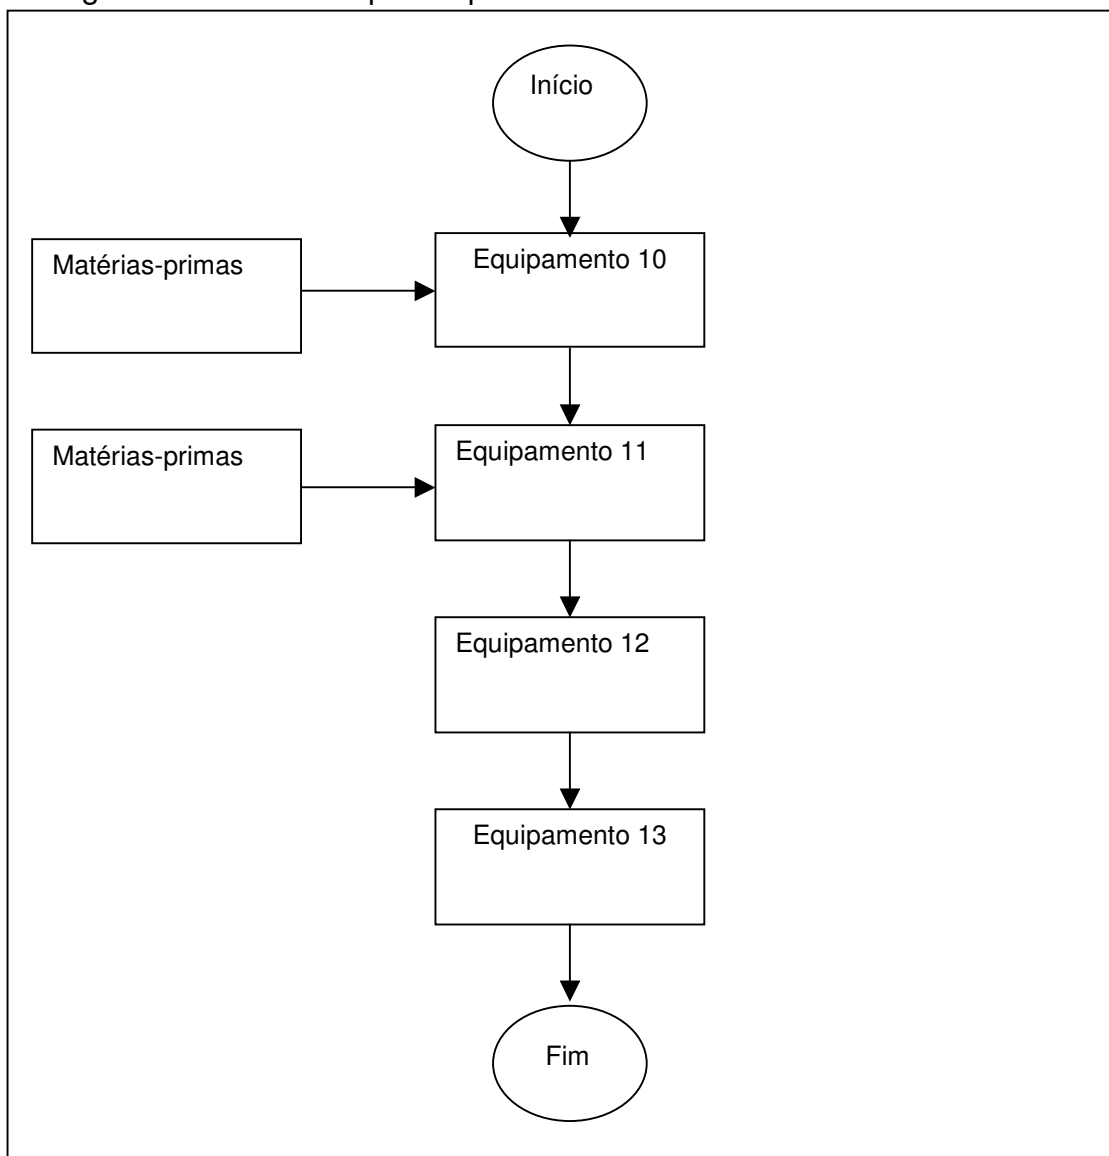 Início
Matérias-primas
Equipamento 10
Matérias-primas
Equipamento 11
Equipamento 12
Equipamento 13
Fim